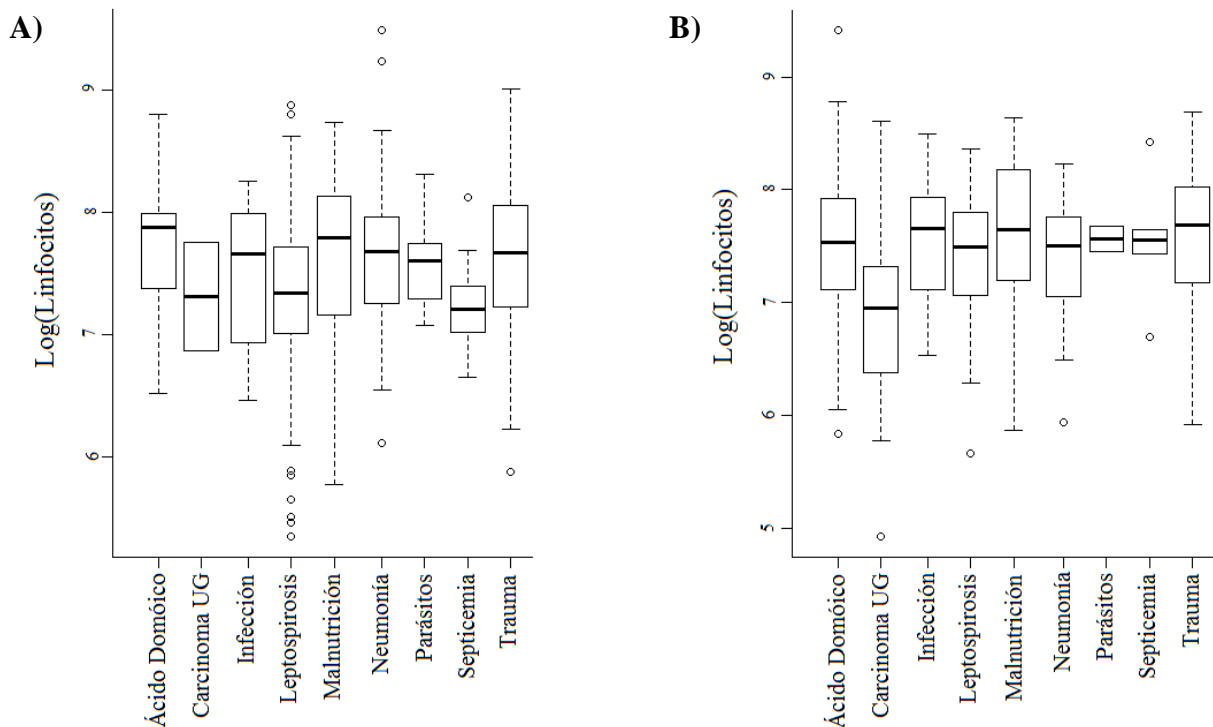 A)
Log(Linfocitos)
9
8
7
6
Ácido Domóico
Carcinoma UG
Infección
Leptospirosis
Malnutrición
Neumonía
Parásitos
Septicemia
Trauma
B)
Log(Linfocitos)
9
8
7
6
5
Ácido Domóico
Carcinoma UG
Infección
Leptospirosis
Malnutrición
Neumonía
Parásitos
Septicemia
Trauma